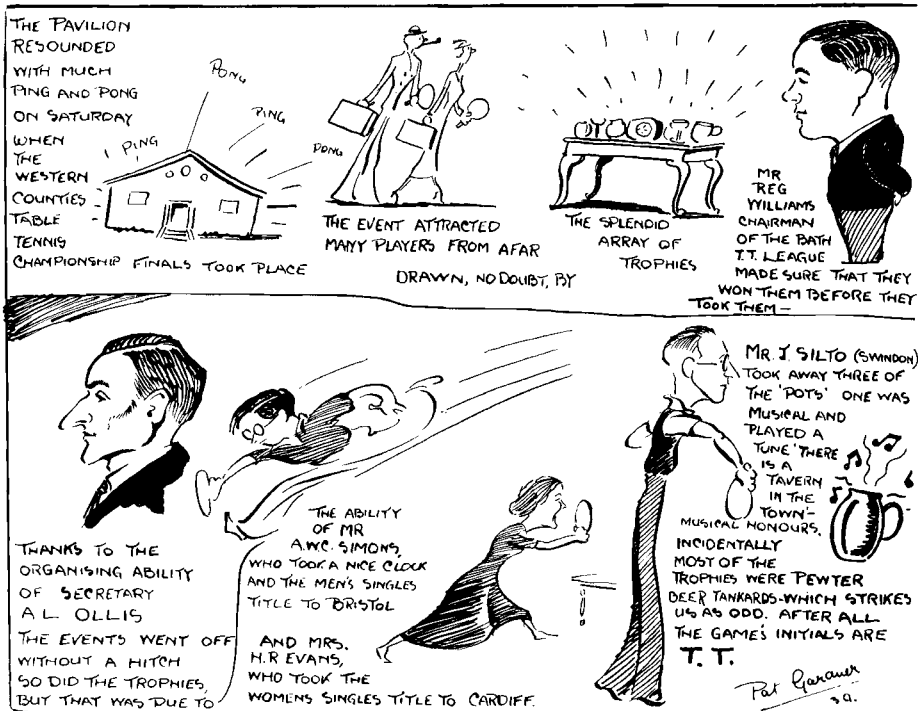 THE PAVILION
RESOUNDED
WITH MUCH
PING AND PONG
ON SATURDAY
WHEN
THE
WESTERN
COUNTIES
TABLE
TENNIS
CHAMPIONSHIP FINALS TOOK PLACE
PONG
PING
PING
PONG
THE EVENT ATTRACTED
MANY PLAYERS FROM AFAR
DRAWN, NO DOUBT, BY
THE SPLENDID
ARRAY OF
TROPHIES
MR
REG
WILLIAMS
CHAIRMAN
OF THE BATH
T.T. LEAGUE
MADE SURE THAT THEY
WON THEM BEFORE THEY
TOOK THEM —
THANKS TO THE
ORGANISING ABILITY
OF SECRETARY
A L OLLIS
THE EVENTS WENT OFF
WITHOUT A HITCH
SO DID THE TROPHIES,
BUT THAT WAS DUE TO
THE ABILITY
OF MR
A.W.C. SIMONS,
WHO TOOK A NICE CLOCK
AND THE MEN'S SINGLES
TITLE TO BRISTOL
AND MRS.
H.R EVANS,
WHO TOOK THE
WOMENS SINGLES TITLE TO CARDIFF.
MR. J. SILTO (SWINDON)
TOOK AWAY THREE OF
THE 'POTS' ONE WAS
MUSICAL AND
PLAYED A
TUNE 'THERE
IS A
TAVERN
IN THE
TOWN'-
MUSICAL HONOURS.
INCIDENTALLY
MOST OF THE
TROPHIES WERE PEWTER
BEER TANKARDS-WHICH STRIKES
US AS ODD. AFTER ALL
THE GAME'S INITIALS ARE
T. T.
Pat